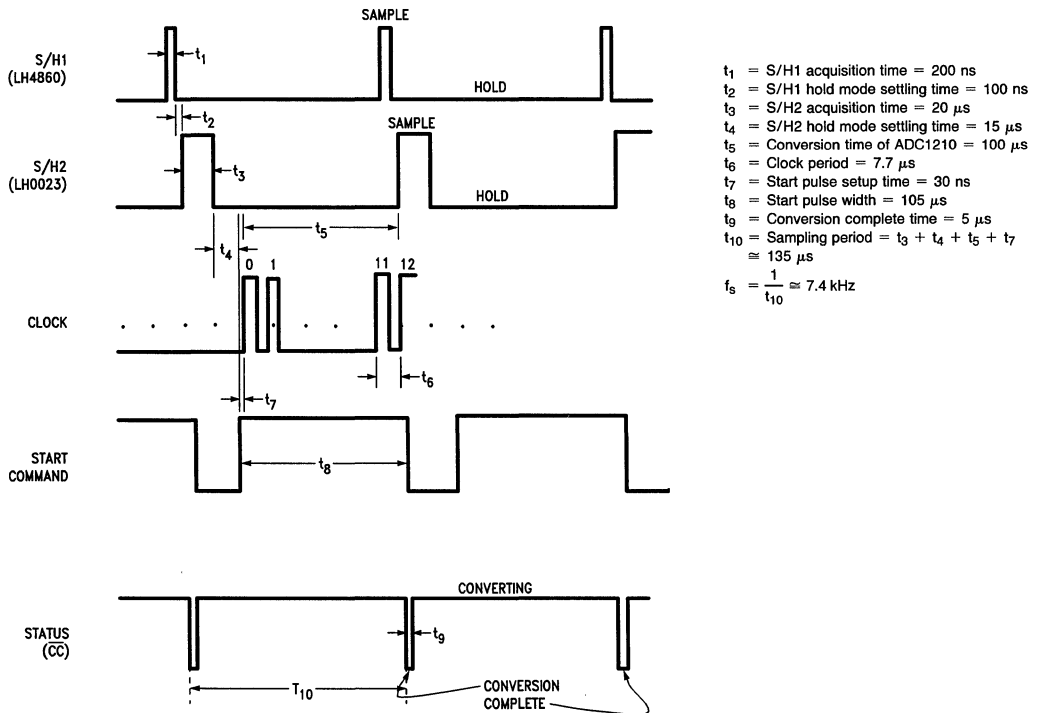 SAMPLE
S/H1
(LH4860)
t1
HOLD
t2
SAMPLE
S/H2
(LH0023)
t3
HOLD
t5
t4
0 1 11 12
CLOCK
t6
t7
START
COMMAND
t8
CONVERTING
STATUS
(C̅C̅)
t9
T10
CONVERSION
COMPLETE
t1 = S/H1 acquisition time = 200 ns
t2 = S/H1 hold mode settling time = 100 ns
t3 = S/H2 acquisition time = 20 μs
t4 = S/H2 hold mode settling time = 15 μs
t5 = Conversion time of ADC1210 = 100 μs
t6 = Clock period = 7.7 μs
t7 = Start pulse setup time = 30 ns
t8 = Start pulse width = 105 μs
t9 = Conversion complete time = 5 μs
t10 = Sampling period = t3 + t4 + t5 + t7
≅ 135 μs
fs = 1/t10 ≅ 7.4 kHz